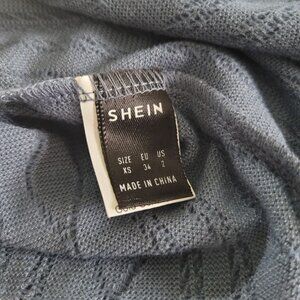 SHEIN
SIZE EU US
XS 34 2
MADE IN CHINA